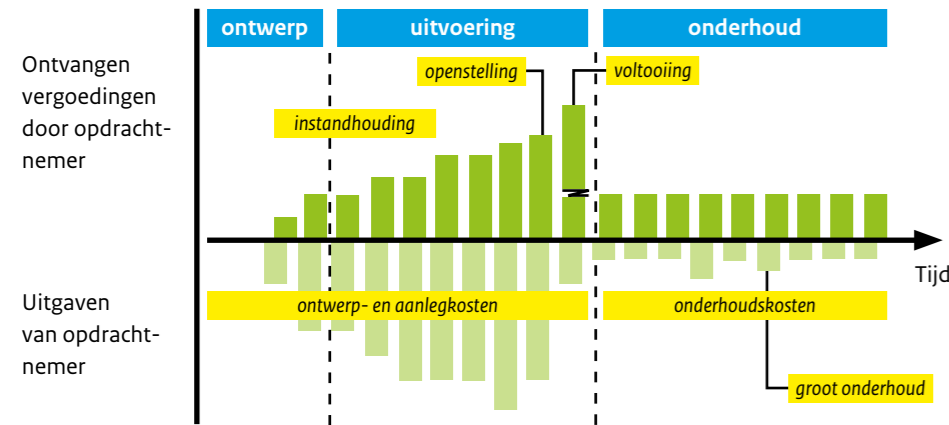 ontwerp
uitvoering
onderhoud
Ontvangen
vergoedingen
door opdracht-
nemer
openstelling
voltooiing
instandhouding
Tijd
Uitgaven
van opdracht-
nemer
ontwerp- en aanlegkosten
onderhoudskosten
groot onderhoud